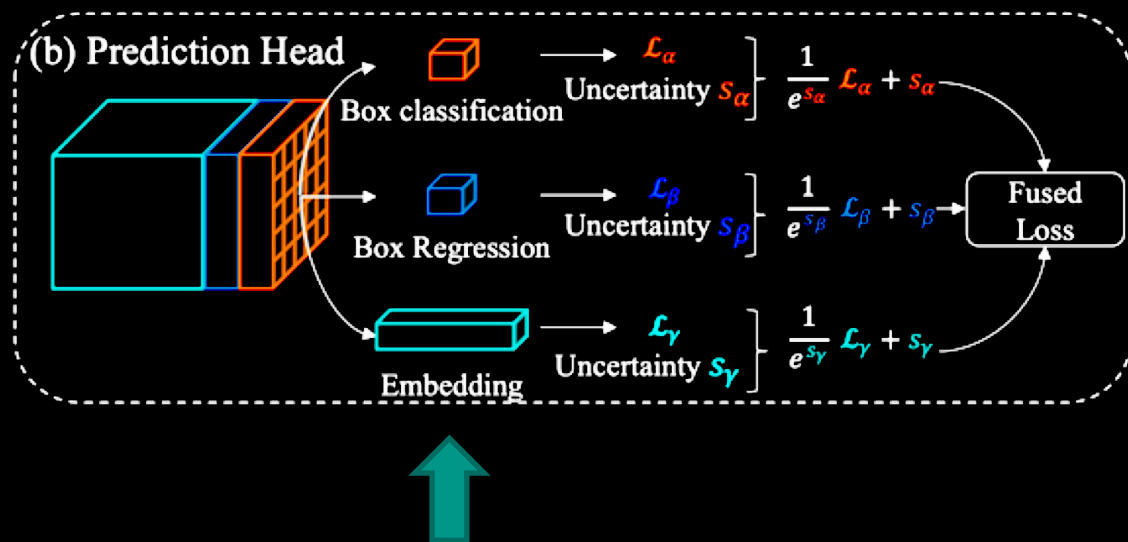 (b) Prediction Head
Box classification
ℒα
Uncertainty sα
1/e^sα ℒα + sα
Box Regression
ℒβ
Uncertainty sβ
1/e^sβ ℒβ + sβ
Embedding
ℒγ
Uncertainty sγ
1/e^sγ ℒγ + sγ
Fused
Loss